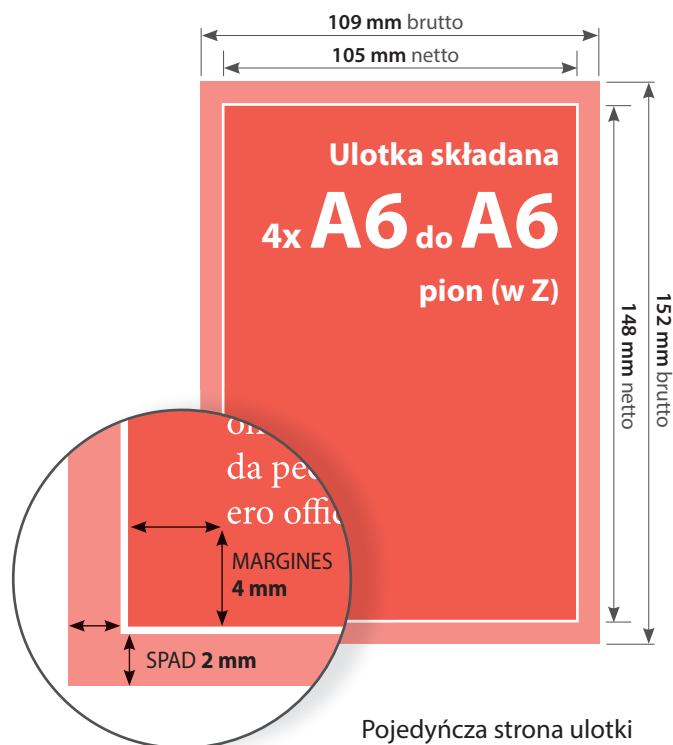 109 mm brutto
105 mm netto
Ulotka składana
4x A6 do A6
pion (w Z)
148 mm netto
152 mm brutto
da pe
ero offic
MARGINES
4 mm
SPAD 2 mm
Pojedyńcza strona ulotki